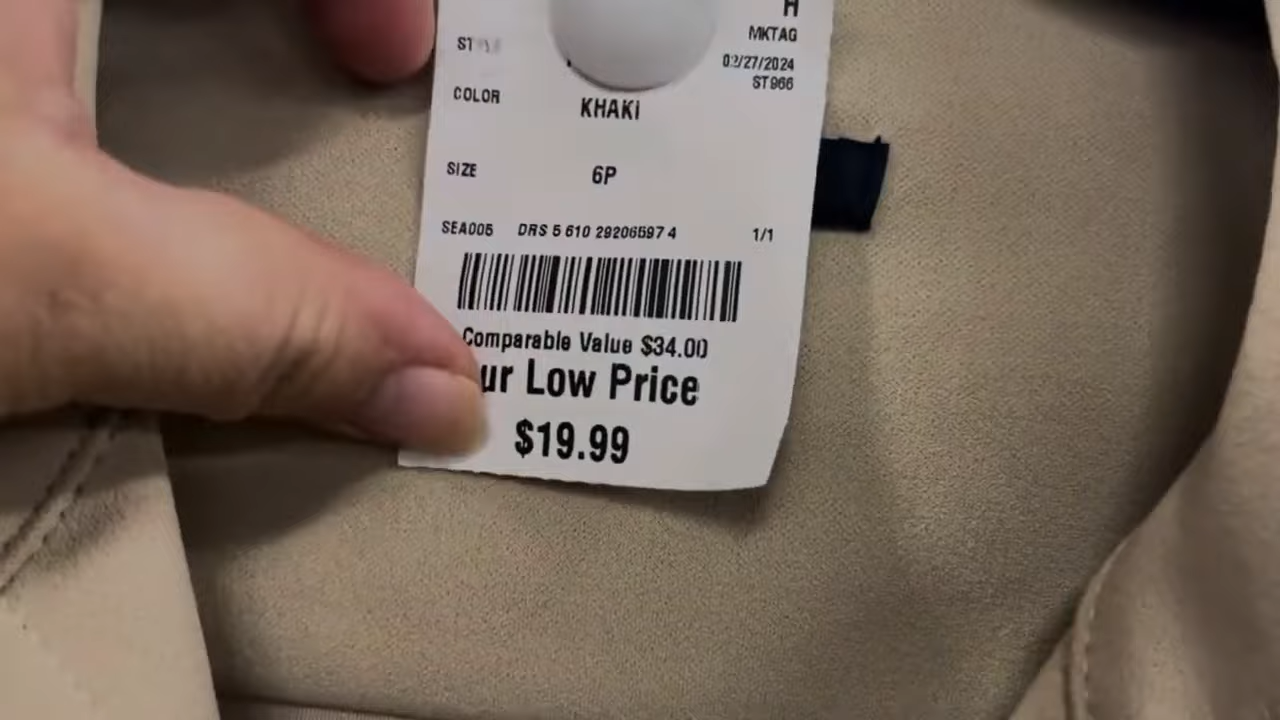 H
MKTAG
02/27/2024
ST966
COLOR KHAKI
SIZE 6P
SEA005 DRS 5 610 29206597 4 1/1
Comparable Value $34.00
ur Low Price
$19.99